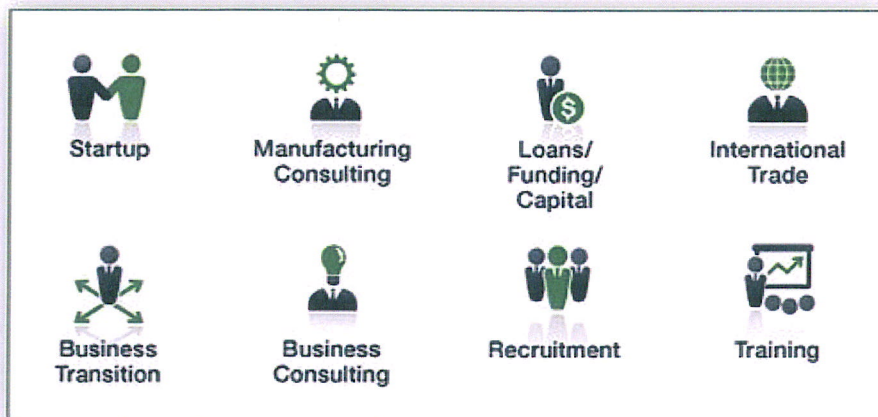 Startup
Manufacturing
Consulting
Loans/
Funding/
Capital
International
Trade
Business
Transition
Business
Consulting
Recruitment
Training